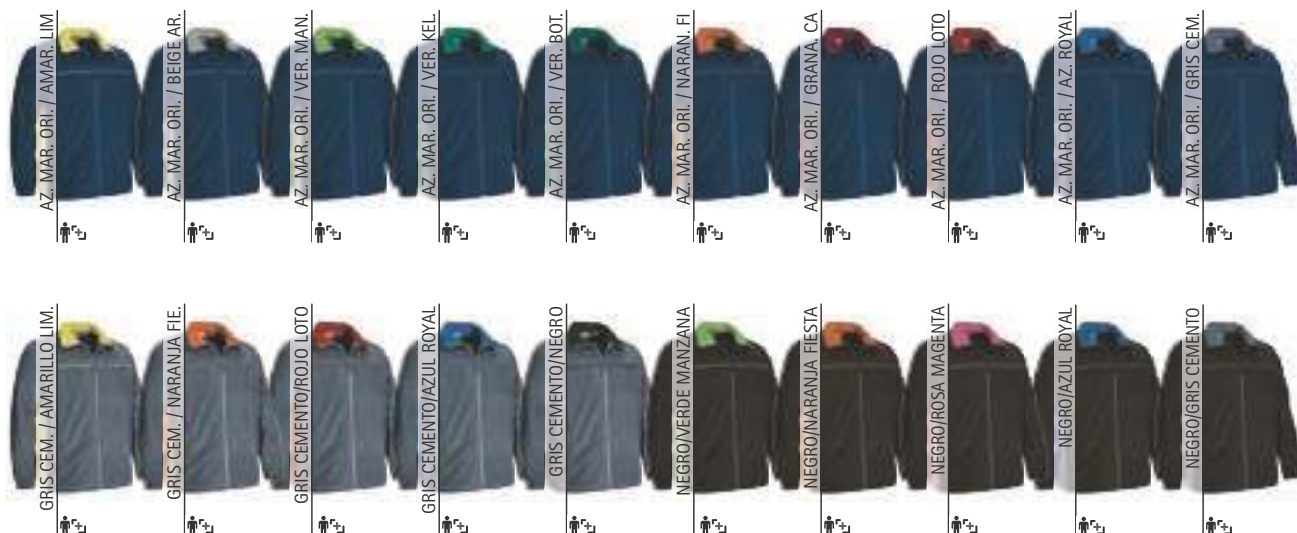 AZ. MAR. ORI. / AMAR. LIM
AZ. MAR. ORI. / BEIGE AR.
AZ. MAR. ORI. / VER. MAN.
AZ. MAR. ORI. / VER. KEL
AZ. MAR. ORI. / VER. BOT.
AZ. MAR. ORI. / NARAN. FI
AZ. MAR. ORI. / GRANA. CA
AZ. MAR. ORI. / ROJO LOTO
AZ. MAR. ORI. / AZ. ROYAL
AZ. MAR. ORI. / GRIS CEM.
GRIS CEM. / AMARILLO LIM.
GRIS CEM. / NARANJA FIE.
GRIS CEMENTO/ROJO LOTO
GRIS CEMENTO/AZUL ROYAL
GRIS CEMENTO/NEGRO
NEGRO/VERDE MANZANA
NEGRO/NARANJA FIESTA
NEGRO/ROSA MAGENTA
NEGRO/AZUL ROYAL
NEGRO/GRIS CEMENTO